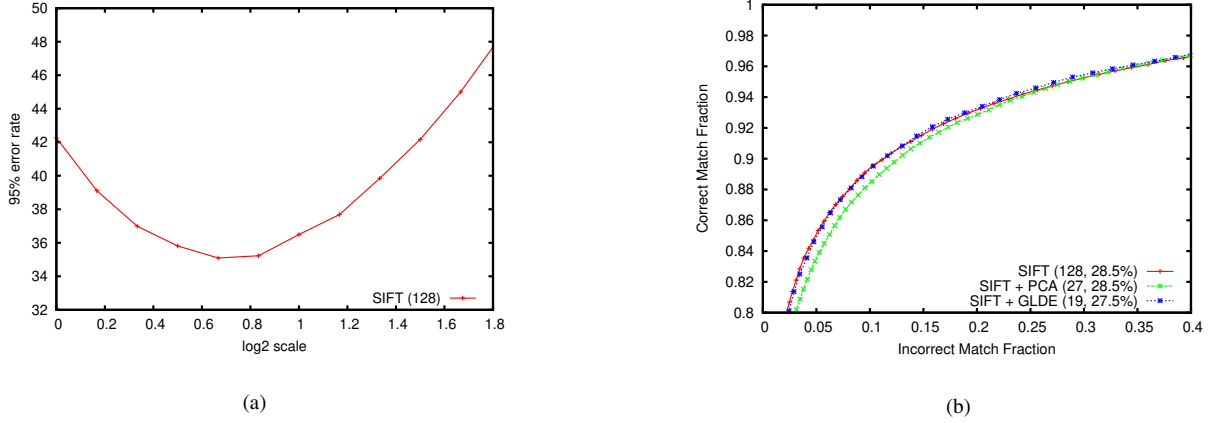 50
48
46
44
42
40
38
36
34
32
95% error rate
SIFT (128)
0 0.2 0.4 0.6 0.8 1 1.2 1.4 1.6 1.8
log2 scale
(a)
1
0.98
0.96
0.94
0.92
0.9
0.88
0.86
0.84
0.82
0.8
Correct Match Fraction
SIFT (128, 28.5%)
SIFT + PCA (27, 28.5%)
SIFT + GLDE (19, 27.5%)
0 0.05 0.1 0.15 0.2 0.25 0.3 0.35 0.4
Incorrect Match Fraction
(b)